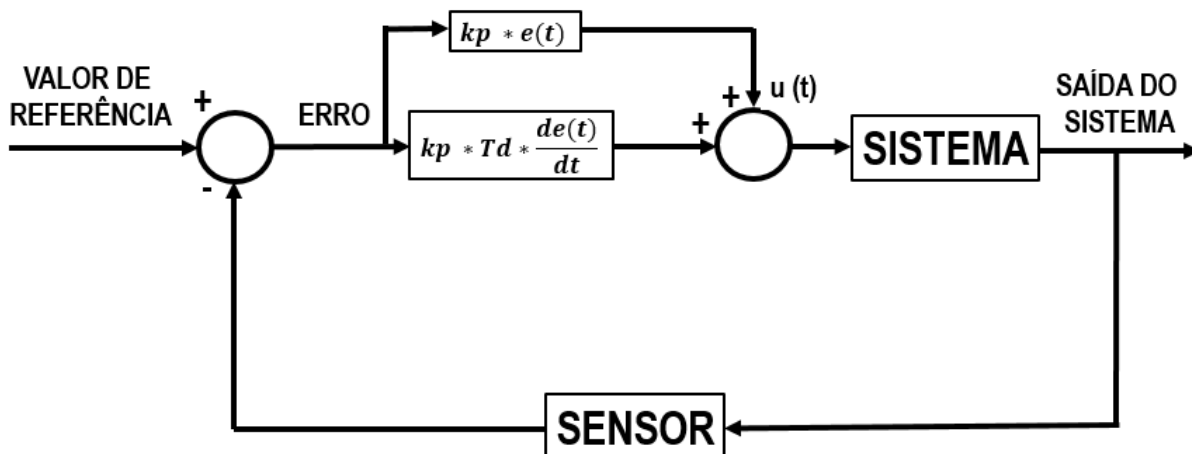 kp * e(t)
VALOR DE
REFERÊNCIA
+
ERRO
kp * Td * de(t)/dt
+
+
u (t)
SISTEMA
SAÍDA DO
SISTEMA
-
SENSOR